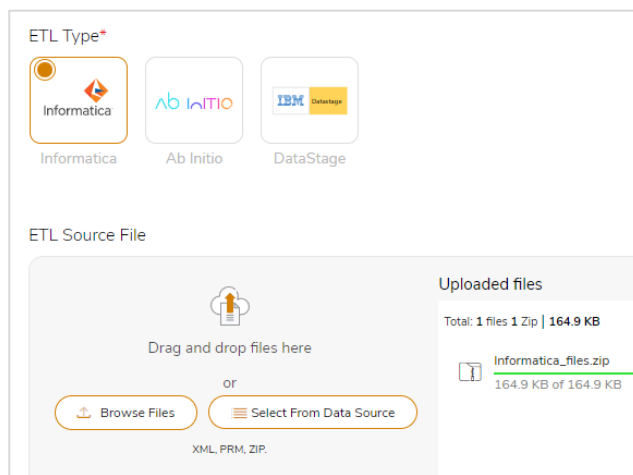 ETL Type*
Informatica
Ab INITIO
IBM Datastage
Informatica
Ab Initio
DataStage
ETL Source File
Drag and drop files here
or
Browse Files
Select From Data Source
XML, PRM, ZIP.
Uploaded files
Total: 1 files 1 Zip | 164.9 KB
Informatica_files.zip
164.9 KB of 164.9 KB